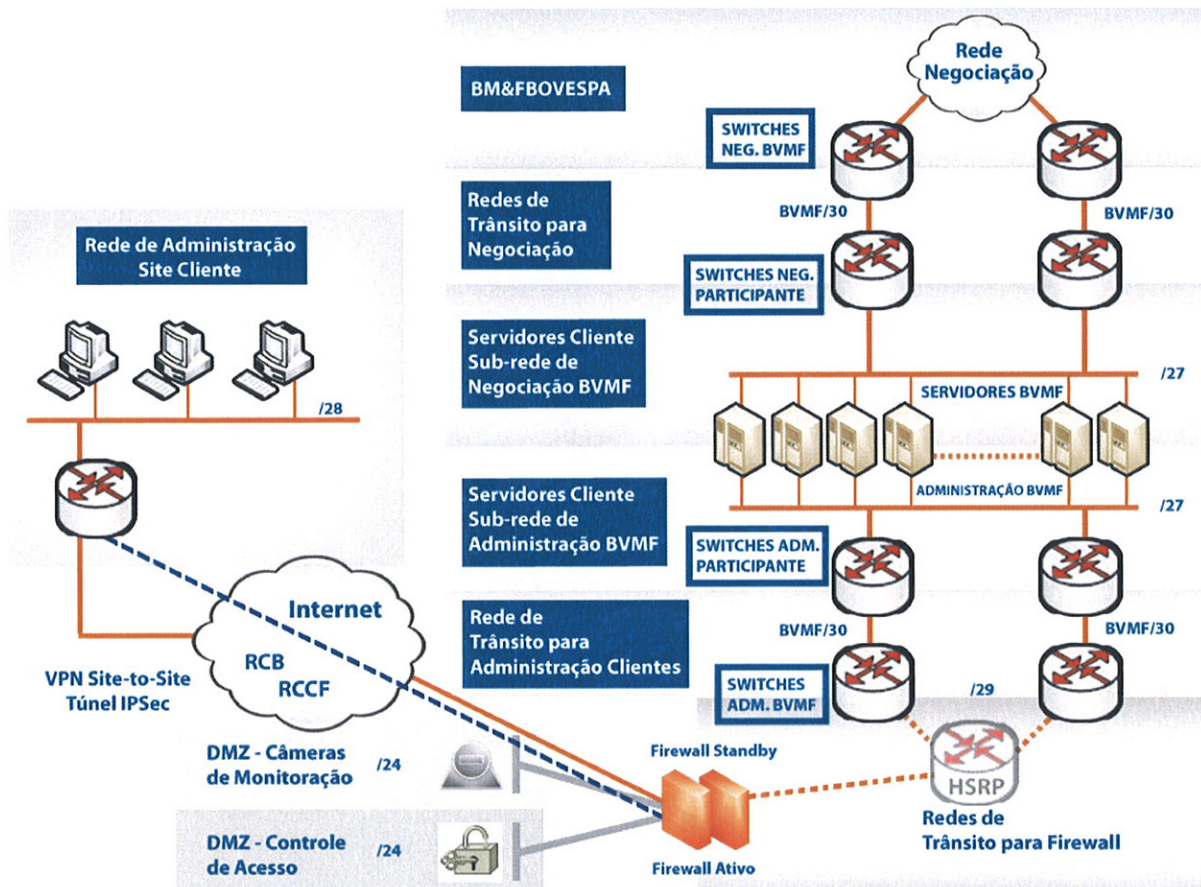 Rede
Negociação
BM&FBOVESPA
SWITCHES
NEG. BVMF
Redes de
Trânsito para
Negociação
BVMF/30
BVMF/30
Rede de Administração
Site Cliente
SWITCHES NEG.
PARTICIPANTE
Servidores Cliente
Sub-rede de
Negociação BVMF
/27
SERVIDORES BVMF
/28
ADMINISTRAÇÃO BVMF
/27
Servidores Cliente
Sub-rede de
Administração BVMF
SWITCHES ADM.
PARTICIPANTE
Internet
RCB
RCCF
Rede de
Trânsito para
Administração Clientes
BVMF/30
BVMF/30
VPN Site-to-Site
Túnel IPSec
SWITCHES
ADM. BVMF
/29
DMZ - Câmeras
de Monitoração
/24
Firewall Standby
HSRP
Redes de
Trânsito para Firewall
DMZ - Controle
de Acesso
/24
Firewall Ativo